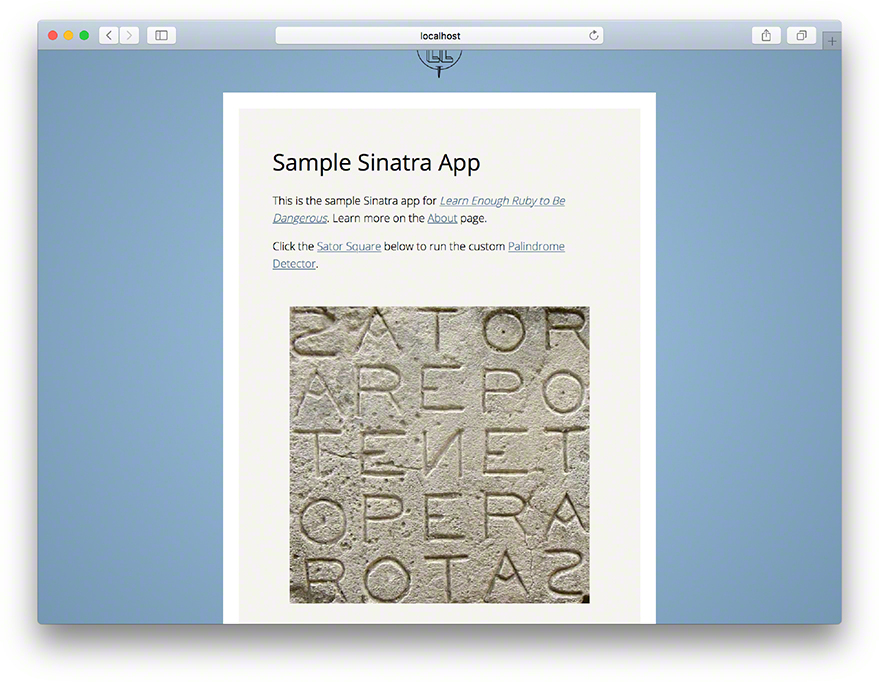 localhost
Sample Sinatra App
This is the sample Sinatra app for Learn Enough Ruby to Be
Dangerous. Learn more on the About page.
Click the Sator Square below to run the custom Palindrome
Detector.
SATOR
AREPO
TENET
OPERA
ROTAS